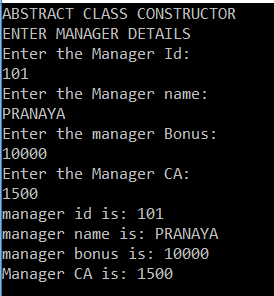 ABSTRACT CLASS CONSTRUCTOR
ENTER MANAGER DETAILS
Enter the Manager Id:
101
Enter the Manager name:
PRANAYA
Enter the manager Bonus:
10000
Enter the Manager CA:
1500
manager id is: 101
manager name is: PRANAYA
manager bonus is: 10000
Manager CA is: 1500